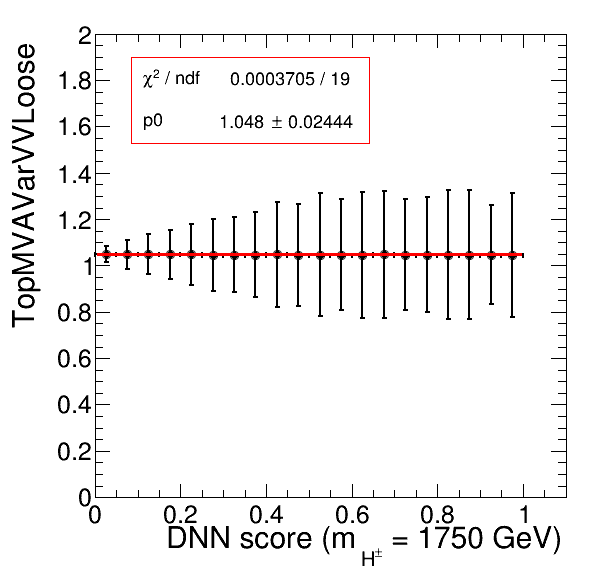 TopMVAVarVVLoose
2
1.8
1.6
1.4
1.2
1
0.8
0.6
0.4
0.2
0
χ² / ndf 0.0003705 / 19
p0 1.048 ± 0.02444
0 0.2 0.4 0.6 0.8 1
DNN score (m_H± = 1750 GeV)